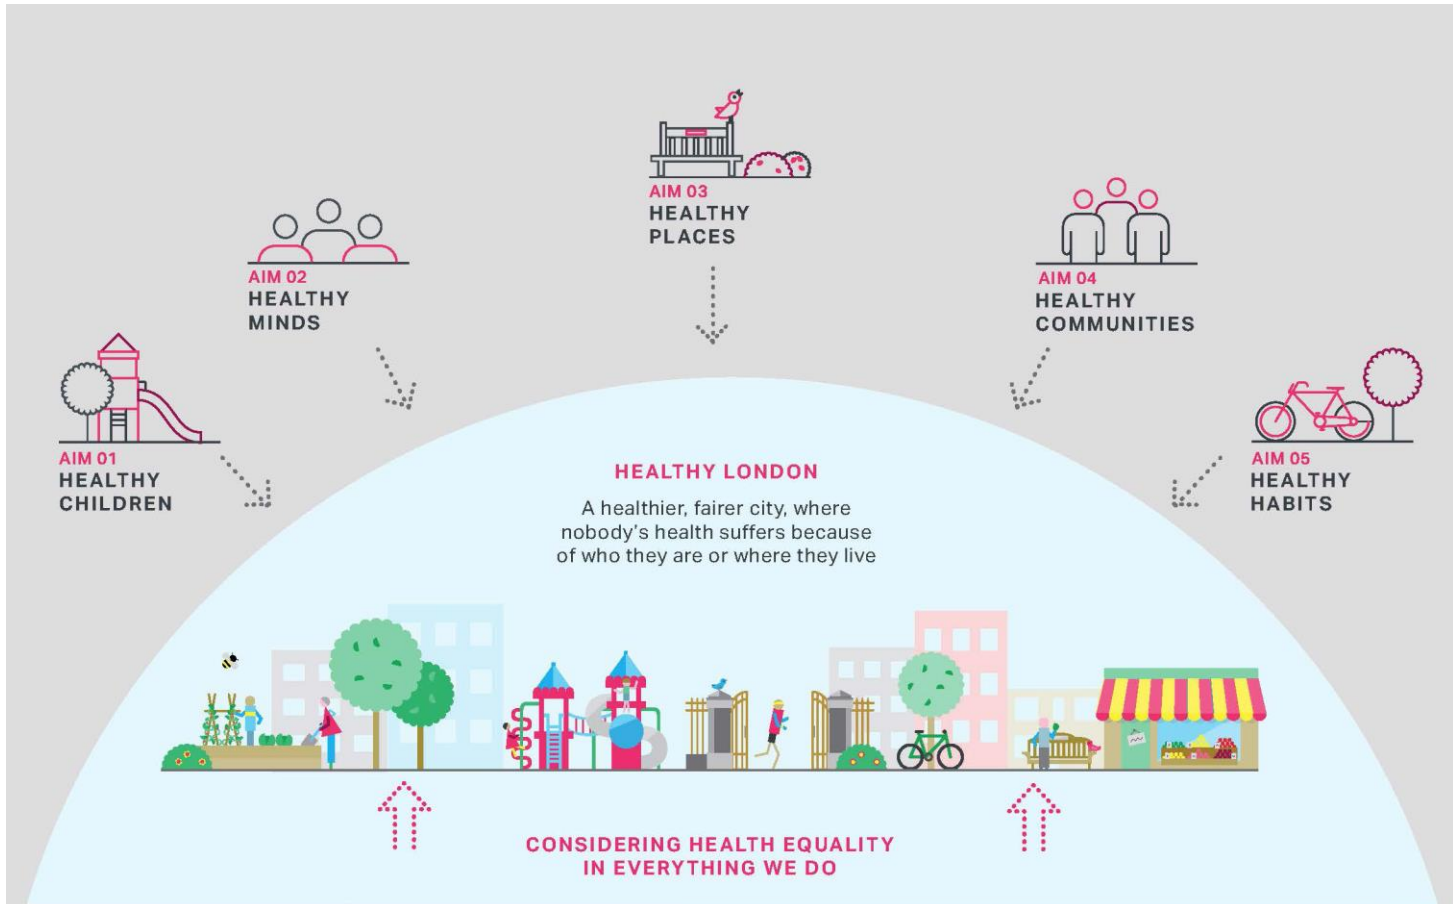 AIM 01
HEALTHY
CHILDREN
AIM 02
HEALTHY
MINDS
AIM 03
HEALTHY
PLACES
AIM 04
HEALTHY
COMMUNITIES
AIM 05
HEALTHY
HABITS
HEALTHY LONDON
A healthier, fairer city, where
nobody's health suffers because
of who they are or where they live
CONSIDERING HEALTH EQUALITY
IN EVERYTHING WE DO